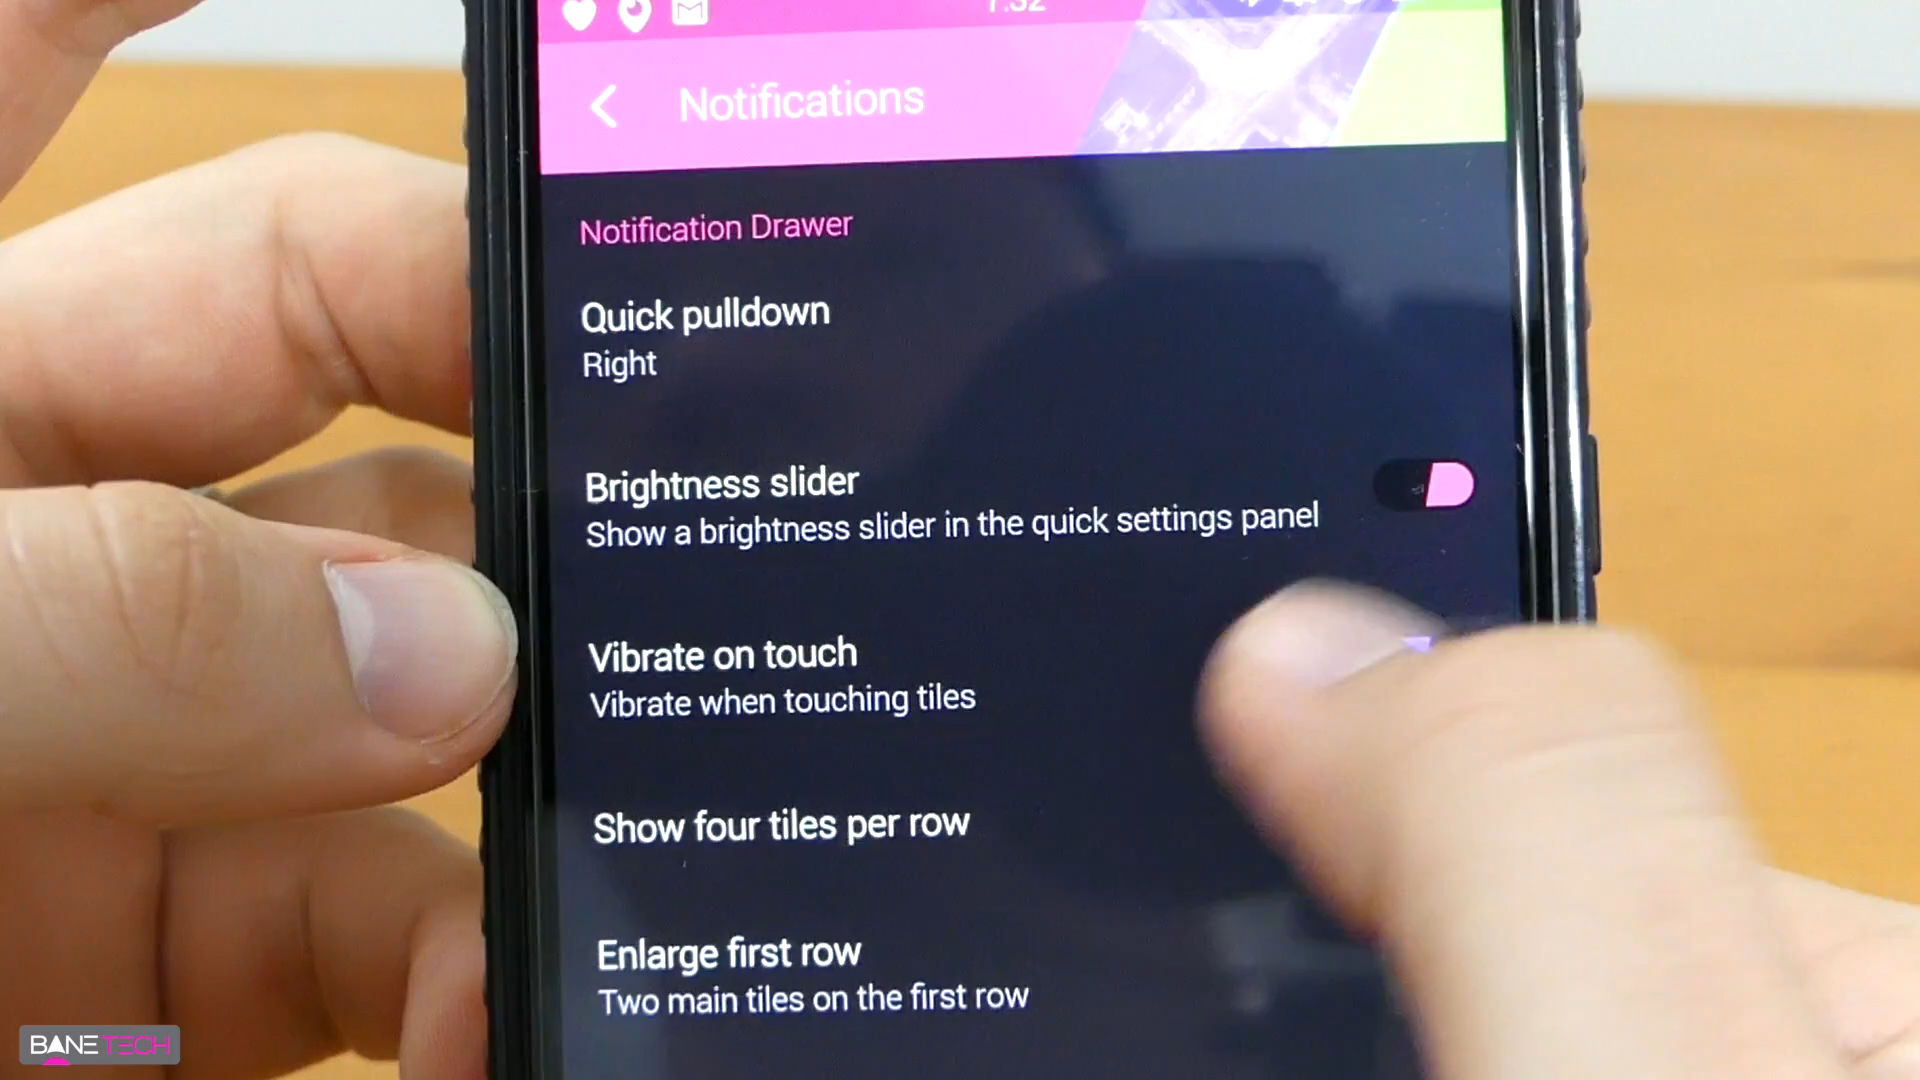 Notifications
Notification Drawer
Quick pulldown
Right
Brightness slider
Show a brightness slider in the quick settings panel
Vibrate on touch
Vibrate when touching tiles
Show four tiles per row
Enlarge first row
Two main tiles on the first row
BANETECH